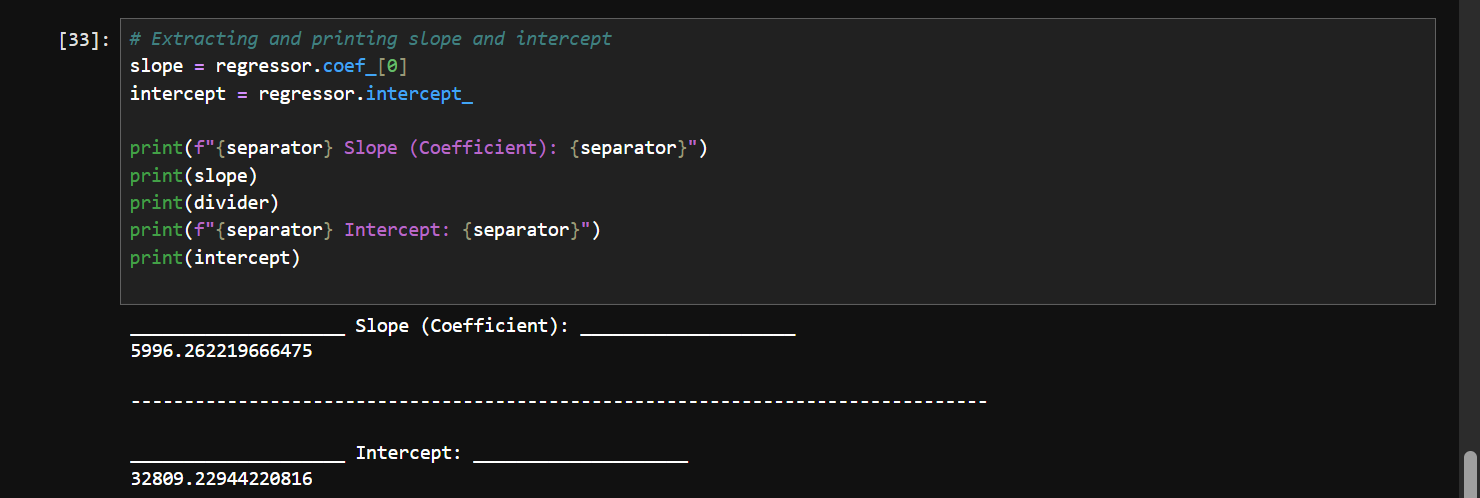 [33]:
# Extracting and printing slope and intercept
slope = regressor.coef_[0]
intercept = regressor.intercept_
print(f"{separator} Slope (Coefficient): {separator}")
print(slope)
print(divider)
print(f"{separator} Intercept: {separator}")
print(intercept)
____________________ Slope (Coefficient): ____________________
5996.262219666475
--------------------------------------------------------------------------------
____________________ Intercept: ____________________
32809.22944220816